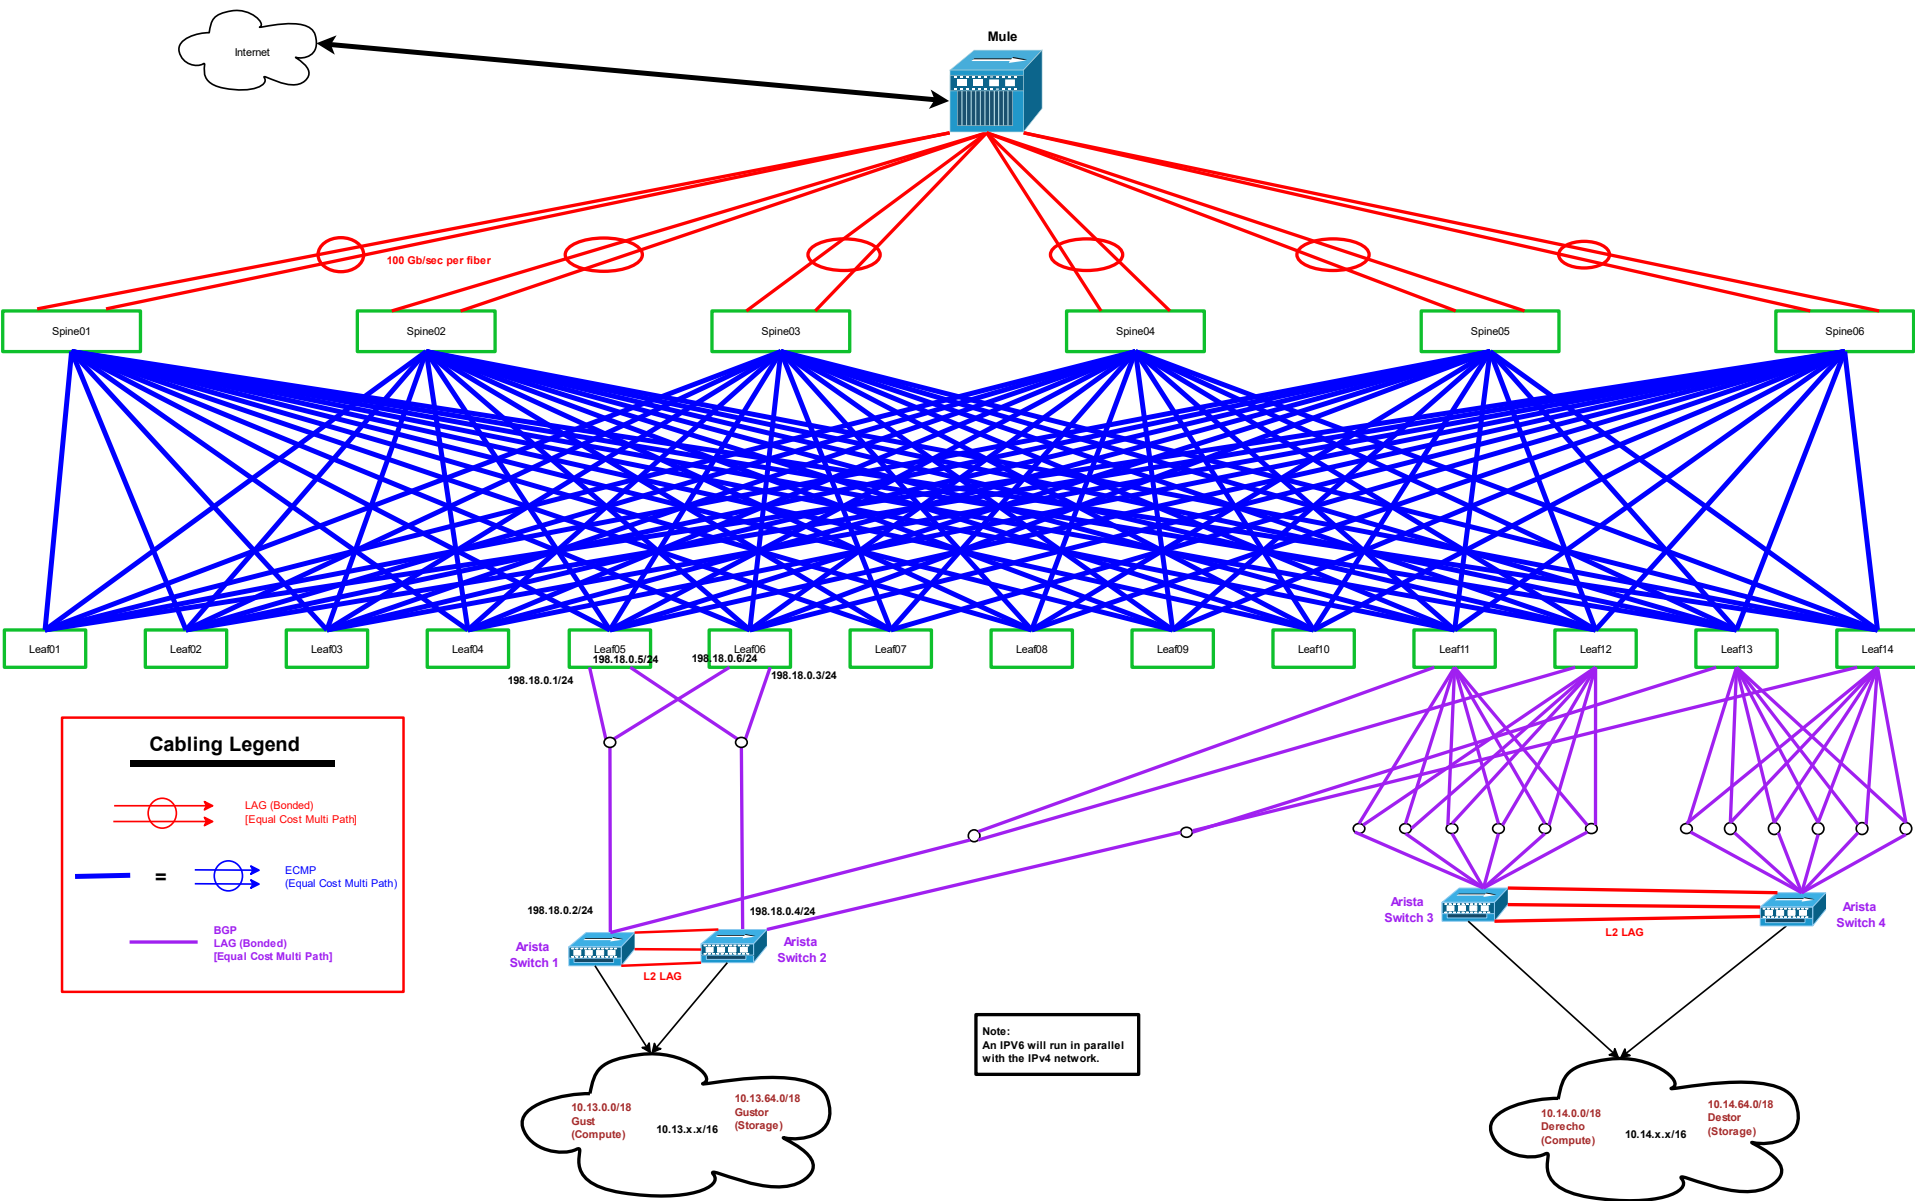 Mule
Internet
100 Gb/sec per fiber
Spine01
Spine02
Spine03
Spine04
Spine05
Spine06
Leaf01
Leaf02
Leaf03
Leaf04
Leaf05
Leaf06
Leaf07
Leaf08
Leaf09
Leaf10
Leaf11
Leaf12
Leaf13
Leaf14
198.18.0.5/24
198.18.0.6/24
198.18.0.1/24
198.18.0.3/24
Cabling Legend
LAG (Bonded)
[Equal Cost Multi Path]
=
ECMP
(Equal Cost Multi Path)
BGP
LAG (Bonded)
[Equal Cost Multi Path]
198.18.0.2/24
198.18.0.4/24
Arista
Switch 1
Arista
Switch 2
L2 LAG
Arista
Switch 3
Arista
Switch 4
L2 LAG
Note:
An IPV6 will run in parallel
with the IPv4 network.
10.13.0.0/18
Gust
(Compute)
10.13.x.x/16
10.13.64.0/18
Gustor
(Storage)
10.14.0.0/18
Derecho
(Compute)
10.14.x.x/16
10.14.64.0/18
Destor
(Storage)